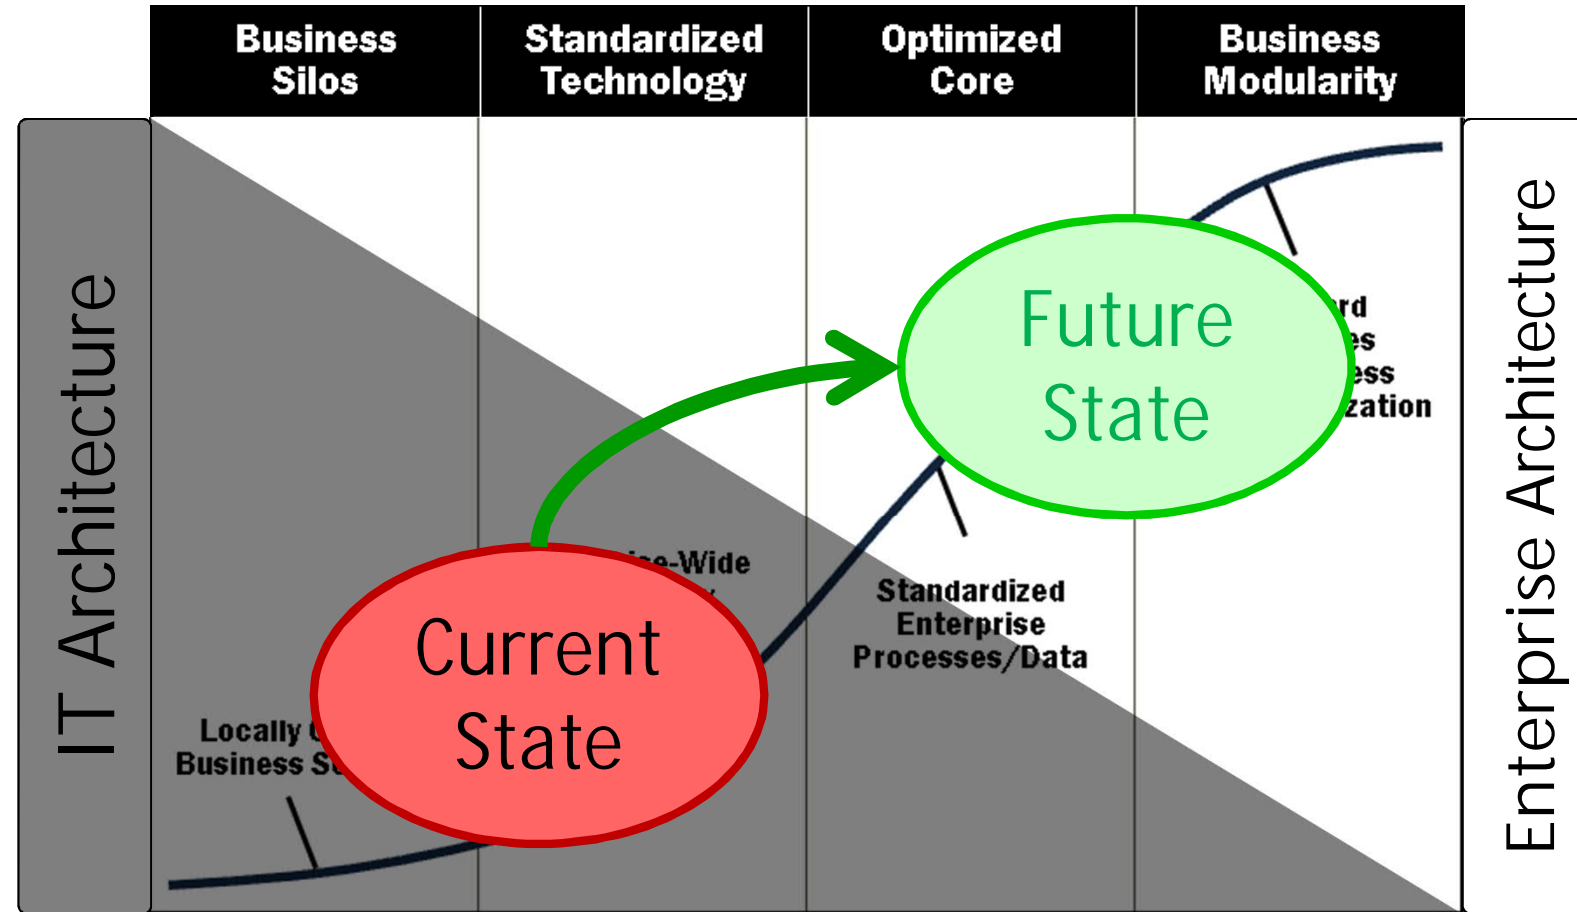 Business
Silos
Standardized
Technology
Optimized
Core
Business
Modularity
IT Architecture
Enterprise Architecture
Future
State
Current
State
-Wide
Standardized
Enterprise
Processes/Data
Locally
Business